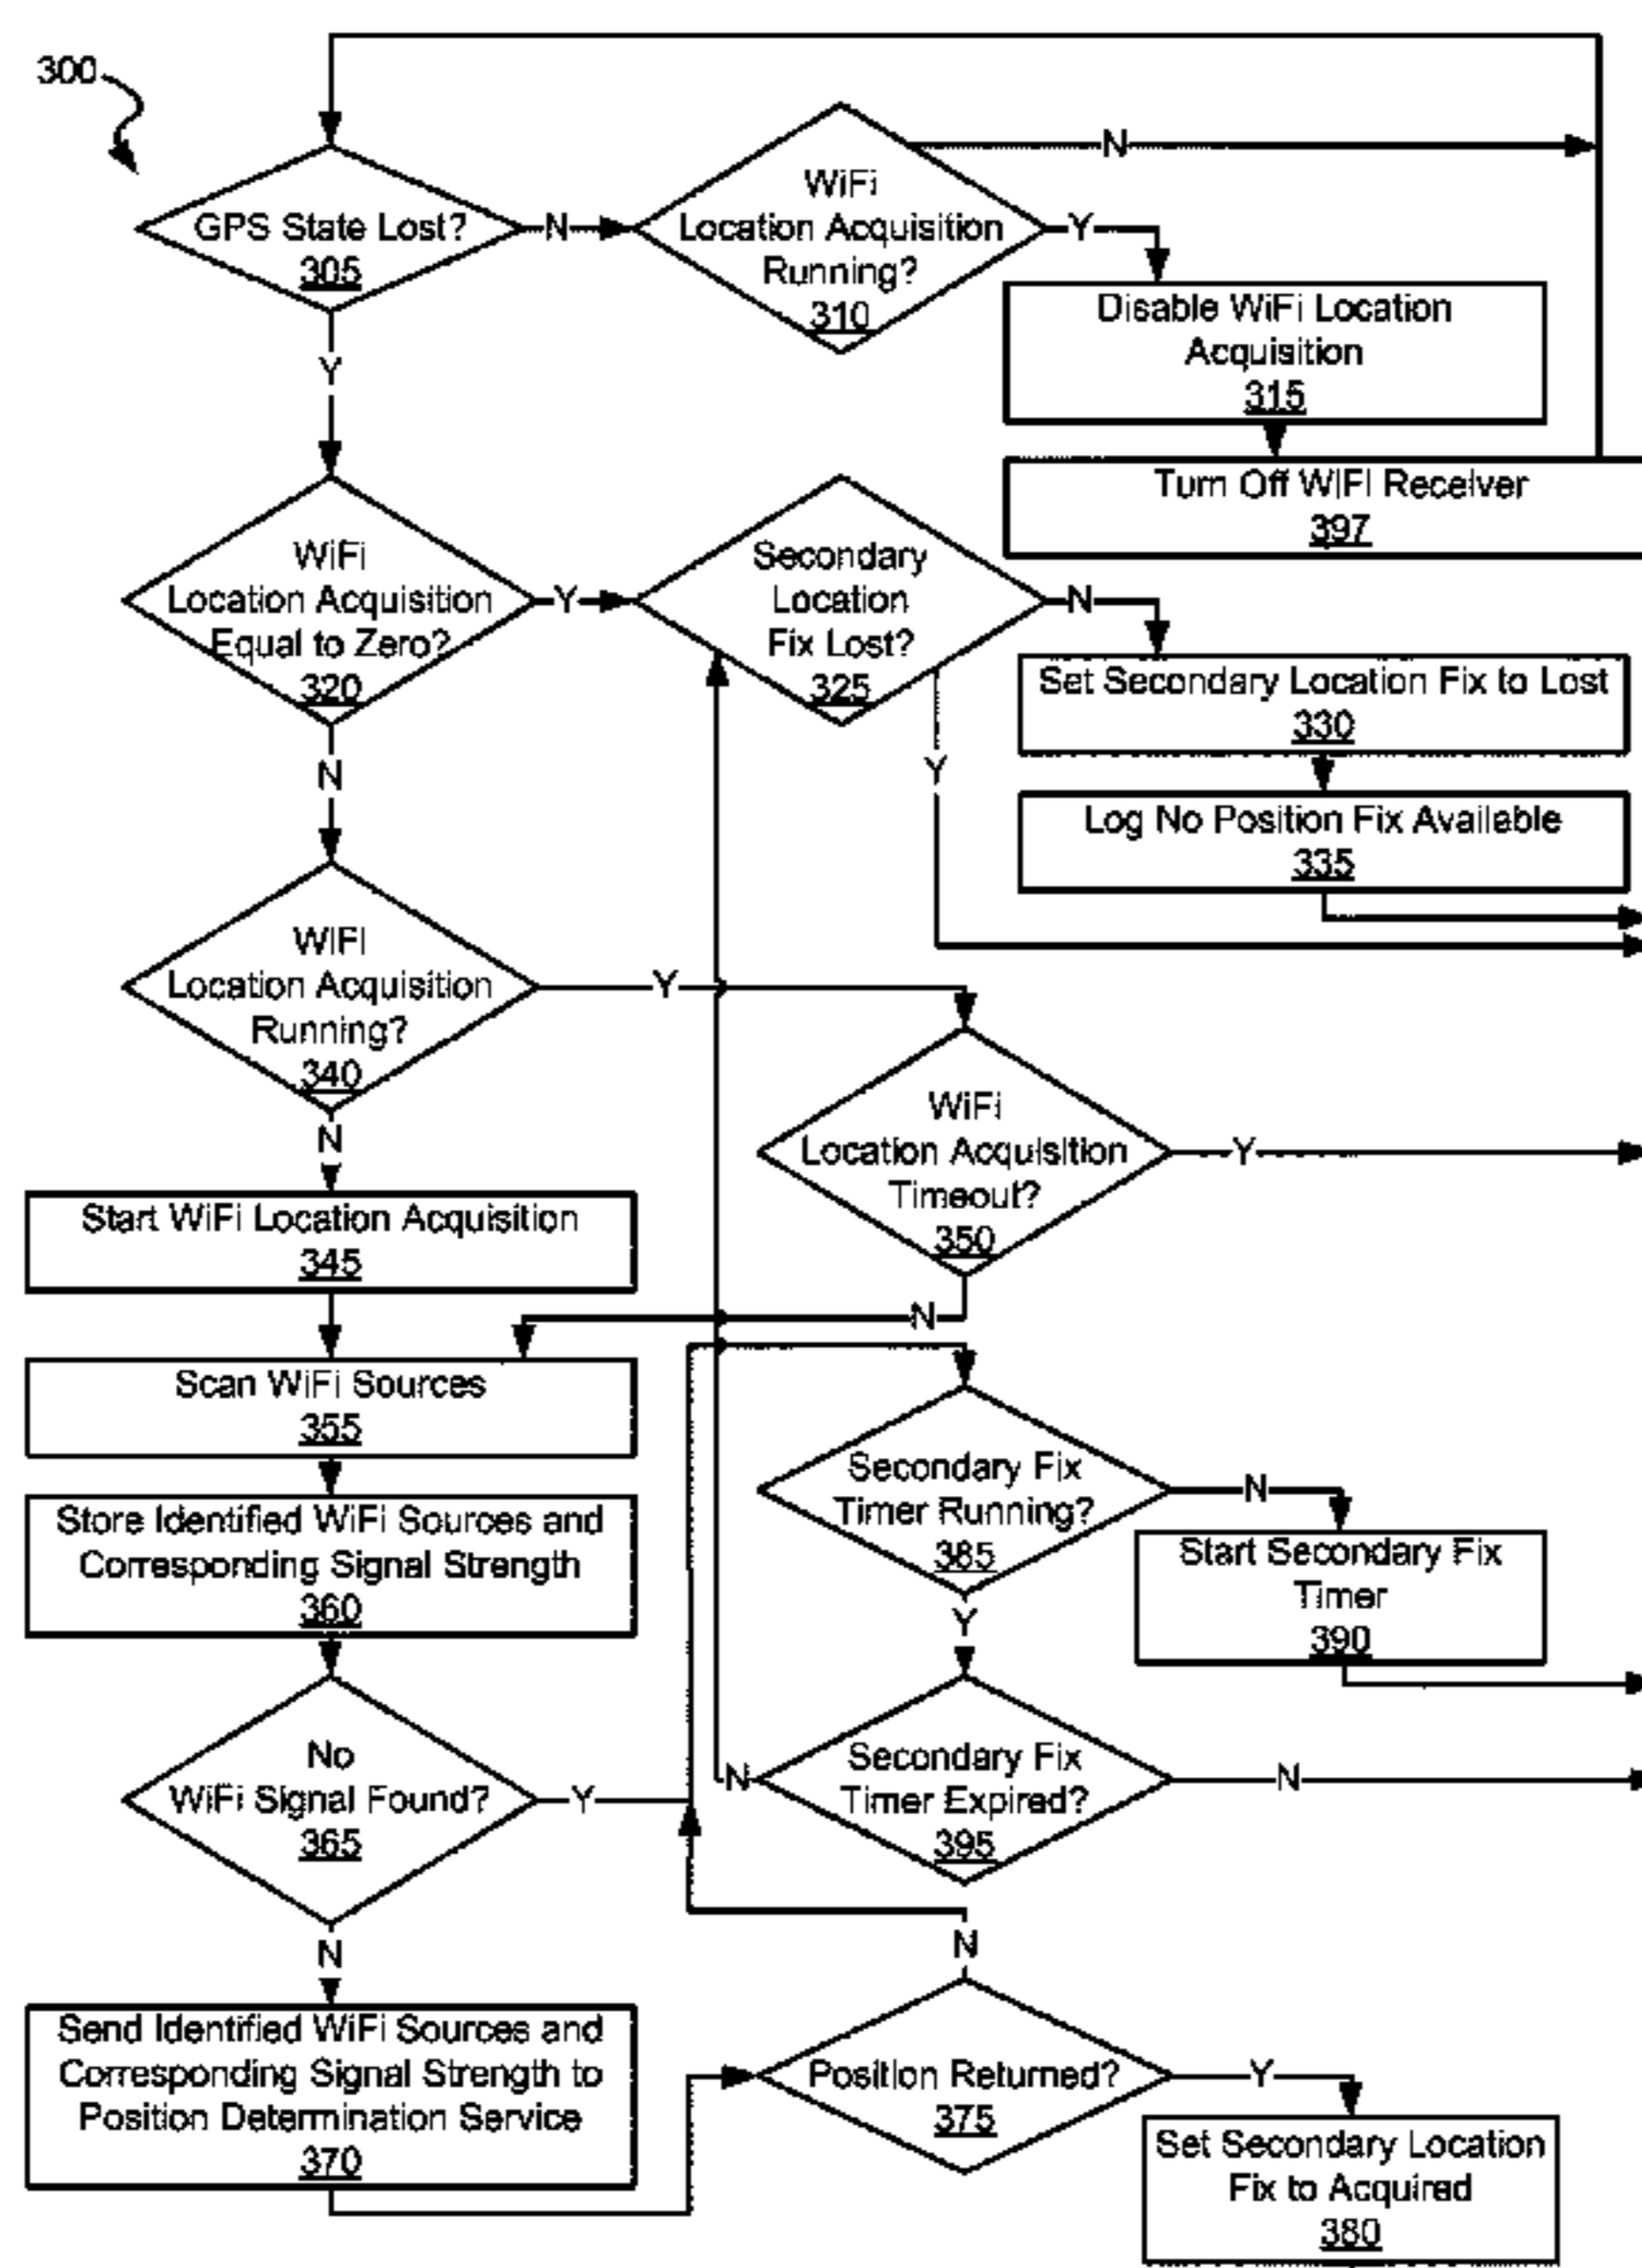 300
GPS State Lost?
305
N
WiFi
Location Acquisition
Running?
310
N
Y
Disable WiFi Location
Acquisition
315
Turn Off WiFi Receiver
397
Y
WiFi
Location Acquisition
Equal to Zero?
320
Y
Secondary
Location
Fix Lost?
325
N
Set Secondary Location Fix to Lost
330
Y
Log No Position Fix Available
335
N
WiFi
Location Acquisition
Running?
340
Y
WiFi
Location Acquisition
Timeout?
350
Y
N
N
Start WiFi Location Acquisition
345
Scan WiFi Sources
355
Store Identified WiFi Sources and
Corresponding Signal Strength
360
Secondary Fix
Timer Running?
385
N
Start Secondary Fix
Timer
390
Y
No
WiFi Signal Found?
365
Y
N
Secondary Fix
Timer Expired?
395
N
N
N
Send Identified WiFi Sources and
Corresponding Signal Strength to
Position Determination Service
370
Position Returned?
375
Y
Set Secondary Location
Fix to Acquired
380